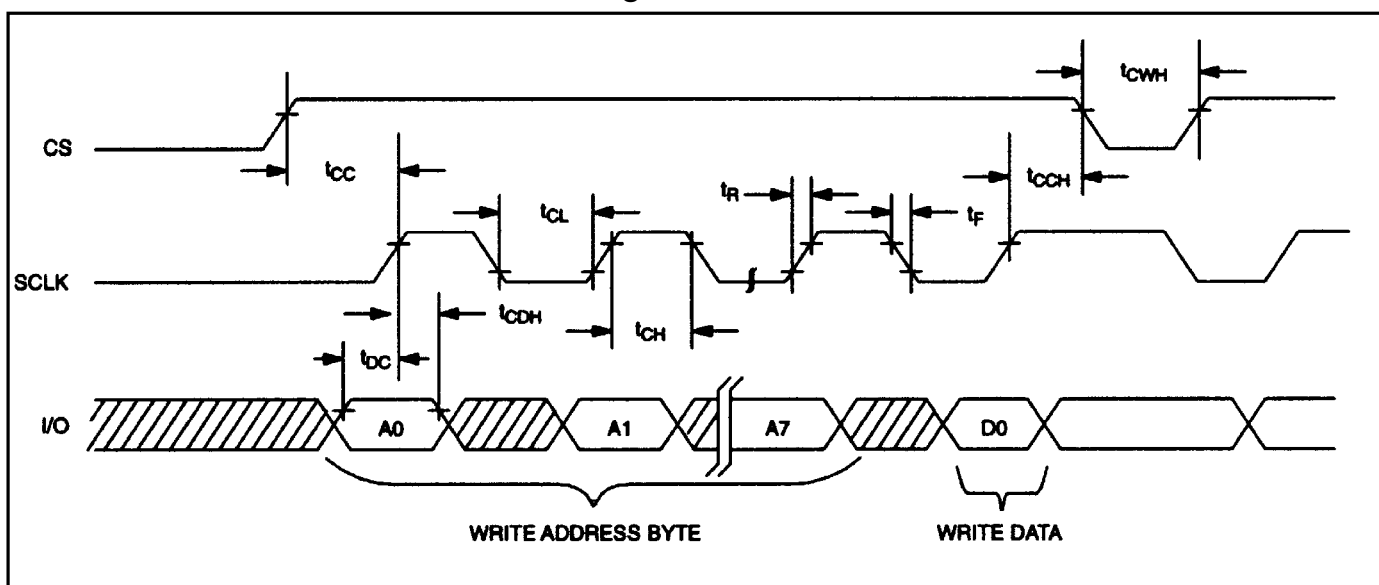 tCWH
CS
tCC
tCCH
tR
tCL
tF
SCLK
tCDH
tCH
tDC
I/O
A0
A1
A7
D0
WRITE ADDRESS BYTE
WRITE DATA